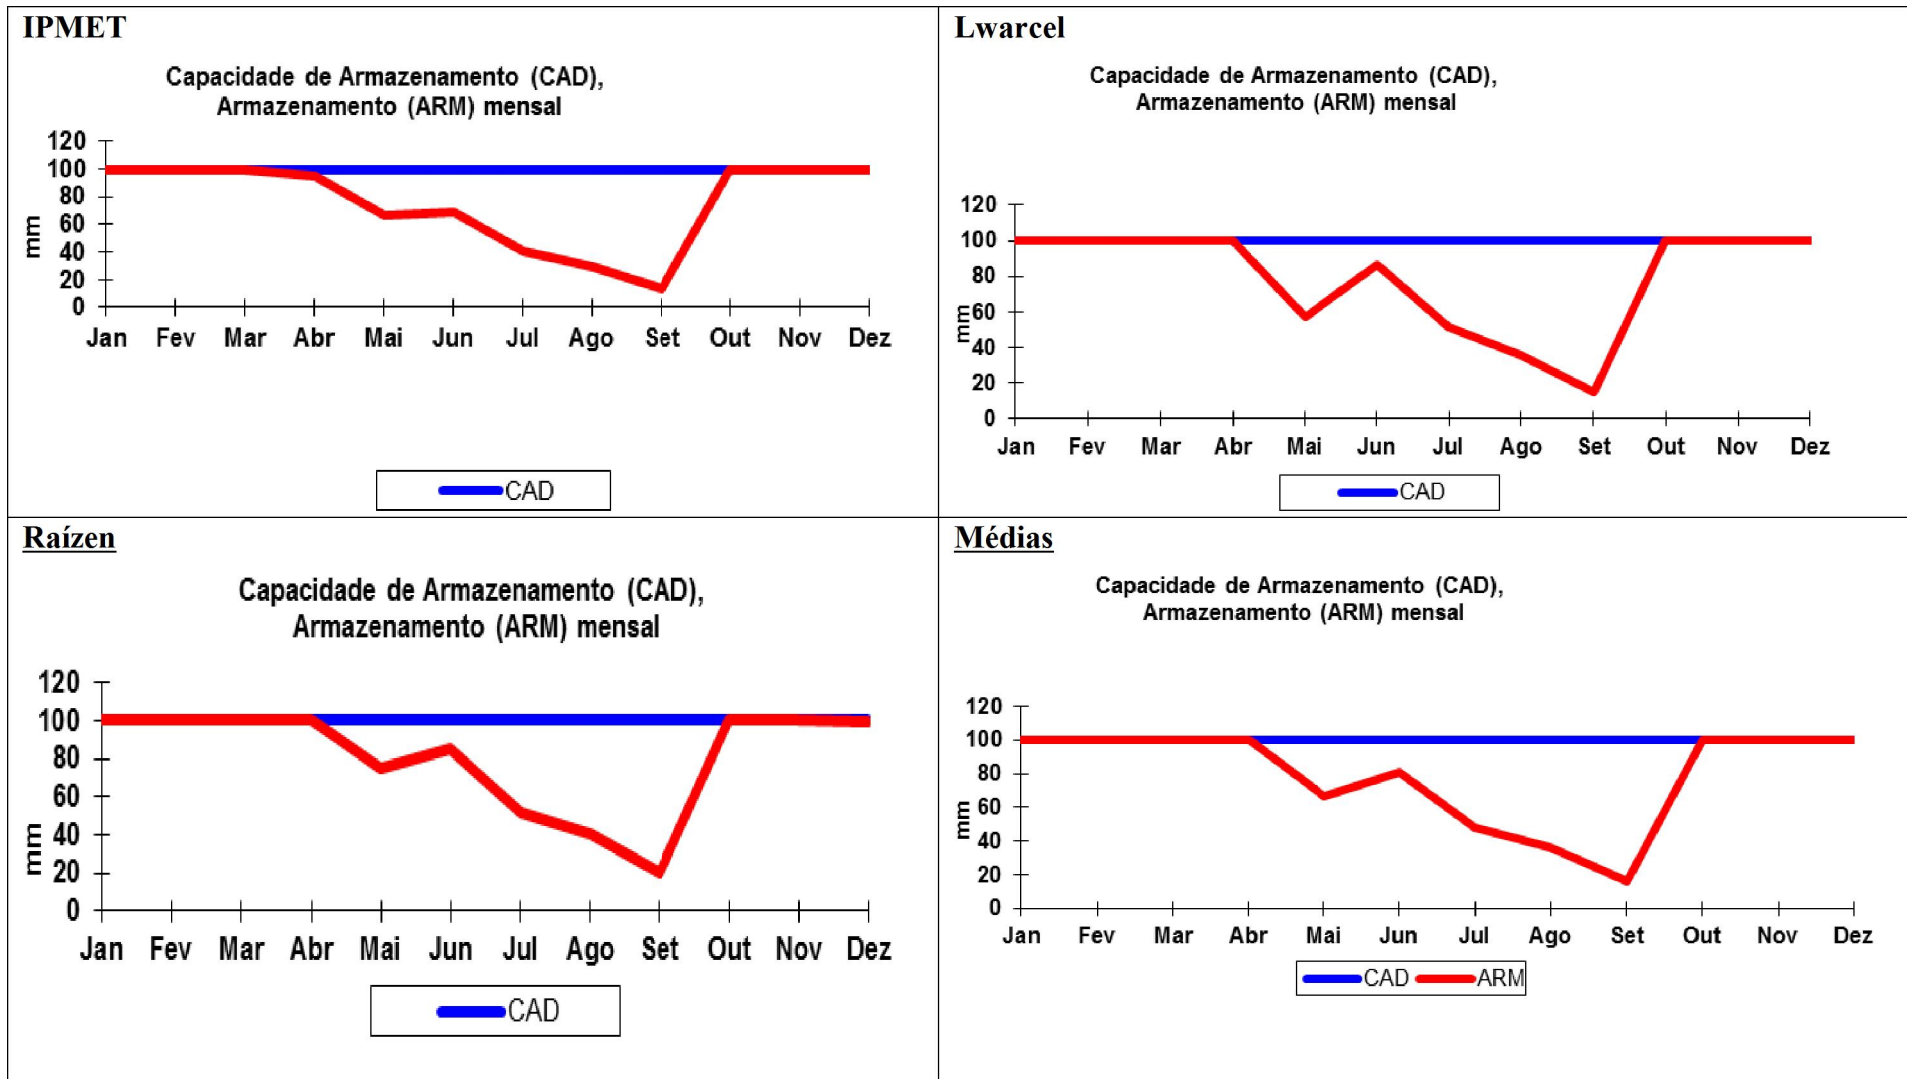 IPMET
Capacidade de Armazenamento (CAD),
Armazenamento (ARM) mensal
120
100
80
60
40
20
0
mm
Jan Fev Mar Abr Mai Jun Jul Ago Set Out Nov Dez
CAD
Lwarcel
Capacidade de Armazenamento (CAD),
Armazenamento (ARM) mensal
120
100
80
60
40
20
0
mm
Jan Fev Mar Abr Mai Jun Jul Ago Set Out Nov Dez
CAD
Raízen
Capacidade de Armazenamento (CAD),
Armazenamento (ARM) mensal
120
100
80
60
40
20
0
mm
Jan Fev Mar Abr Mai Jun Jul Ago Set Out Nov Dez
CAD
Médias
Capacidade de Armazenamento (CAD),
Armazenamento (ARM) mensal
120
100
80
60
40
20
0
mm
Jan Fev Mar Abr Mai Jun Jul Ago Set Out Nov Dez
CAD ARM